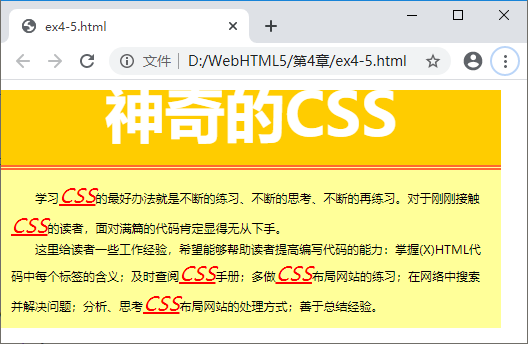 ex4-5.html
文件 | D:/WebHTML5/第4章/ex4-5.html
神奇的CSS
学习CSS的最好办法就是不断的练习、不断的思考、不断的再练习。对于刚刚接触
CSS的读者，面对满篇的代码肯定显得无从下手。
这里给读者一些工作经验，希望能够帮助读者提高编写代码的能力：掌握(X)HTML代
码中每个标签的含义；及时查阅CSS手册；多做CSS布局网站的练习；在网络中搜索
并解决问题；分析、思考CSS布局网站的处理方式；善于总结经验。